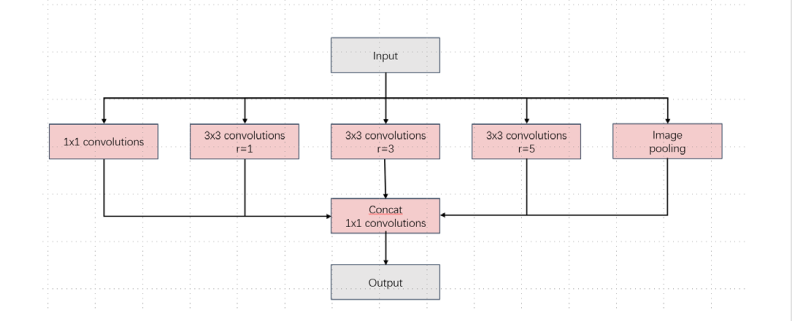 Input
1x1 convolutions
3x3 convolutions
r=1
3x3 convolutions
r=3
3x3 convolutions
r=5
Image
pooling
Concat
1x1 convolutions
Output